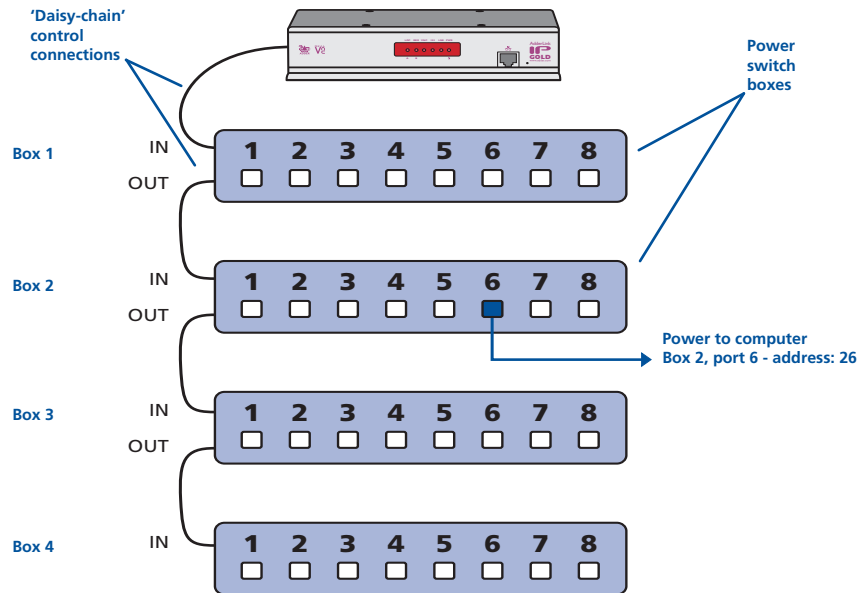 ‘Daisy-chain’
control
connections
AdderLink
IP
GOLD
Power
switch
boxes
Box 1
IN
1 2 3 4 5 6 7 8
OUT
Box 2
IN
1 2 3 4 5 6 7 8
OUT
Power to computer
Box 2, port 6 - address: 26
Box 3
IN
1 2 3 4 5 6 7 8
OUT
Box 4
IN
1 2 3 4 5 6 7 8